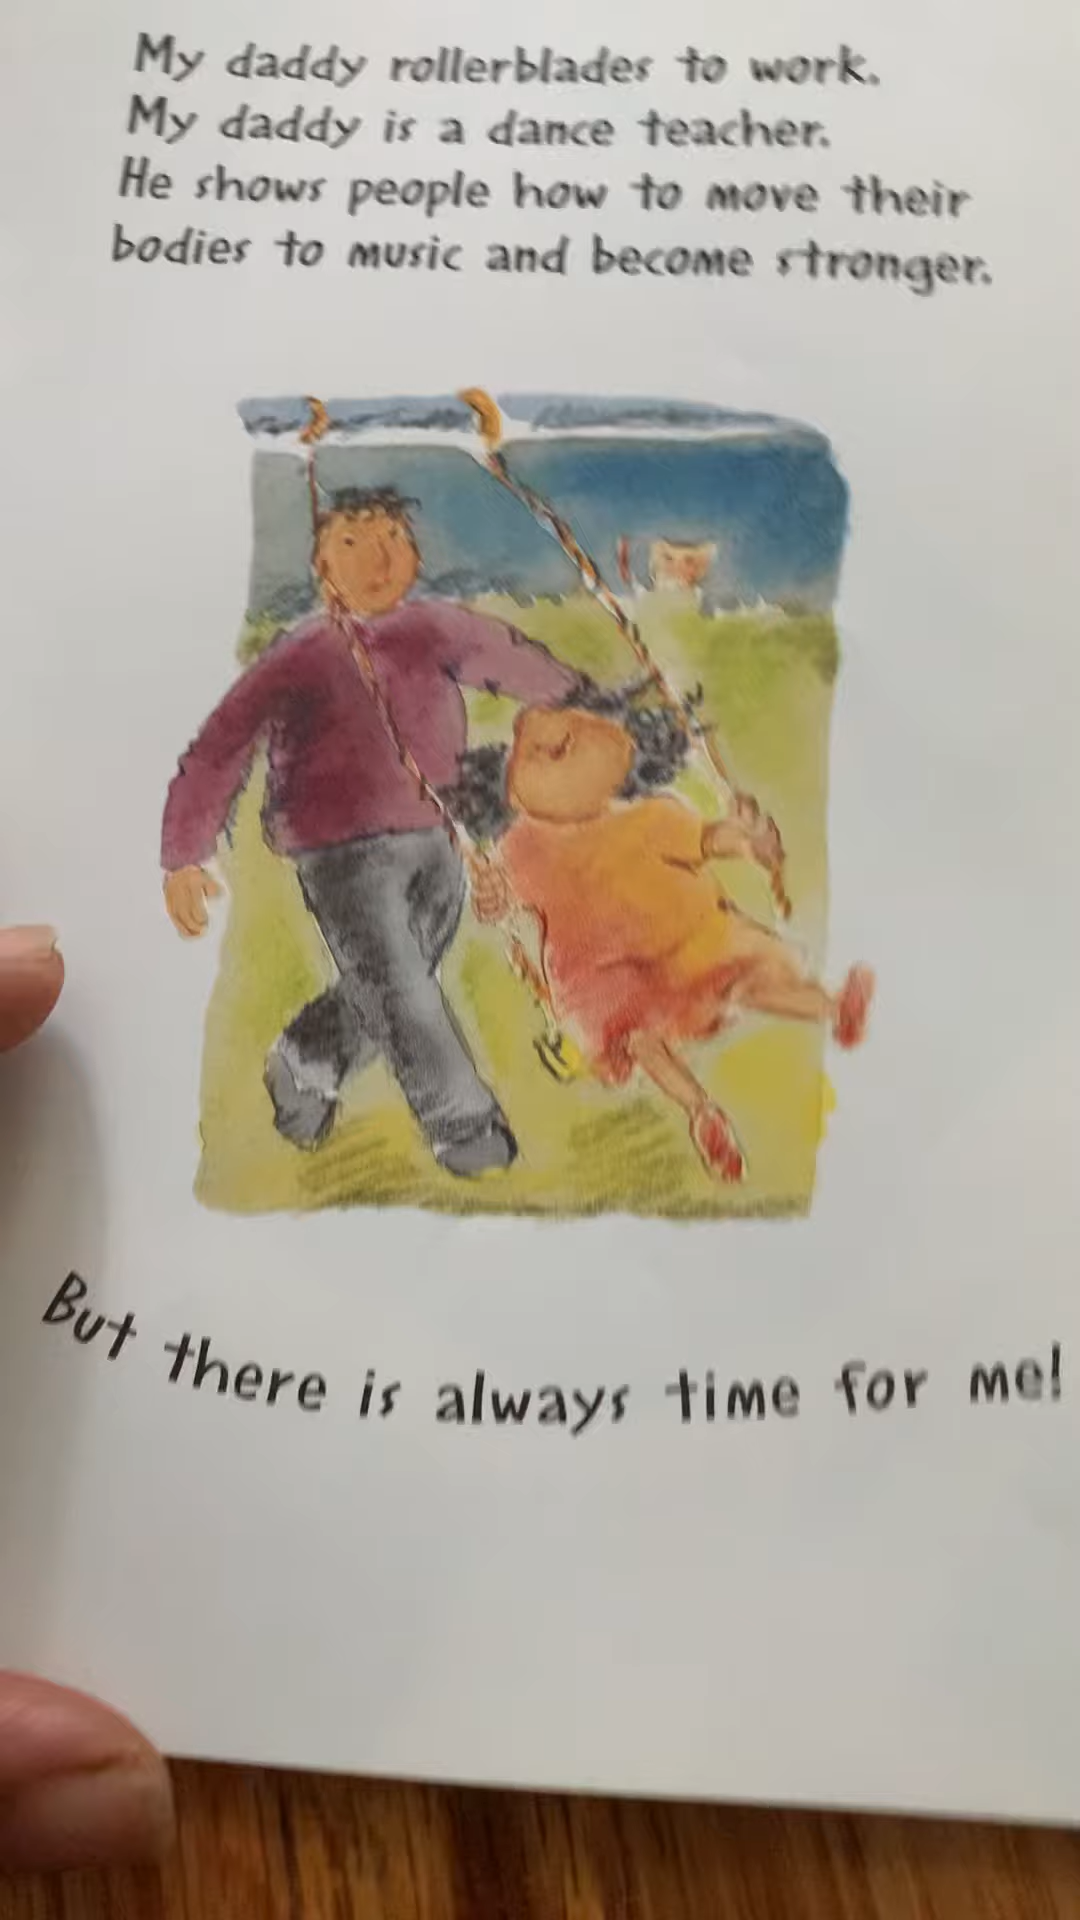 My daddy rollerblades to work.
My daddy is a dance teacher.
He shows people how to move their
bodies to music and become stronger.
But there is always time for me!